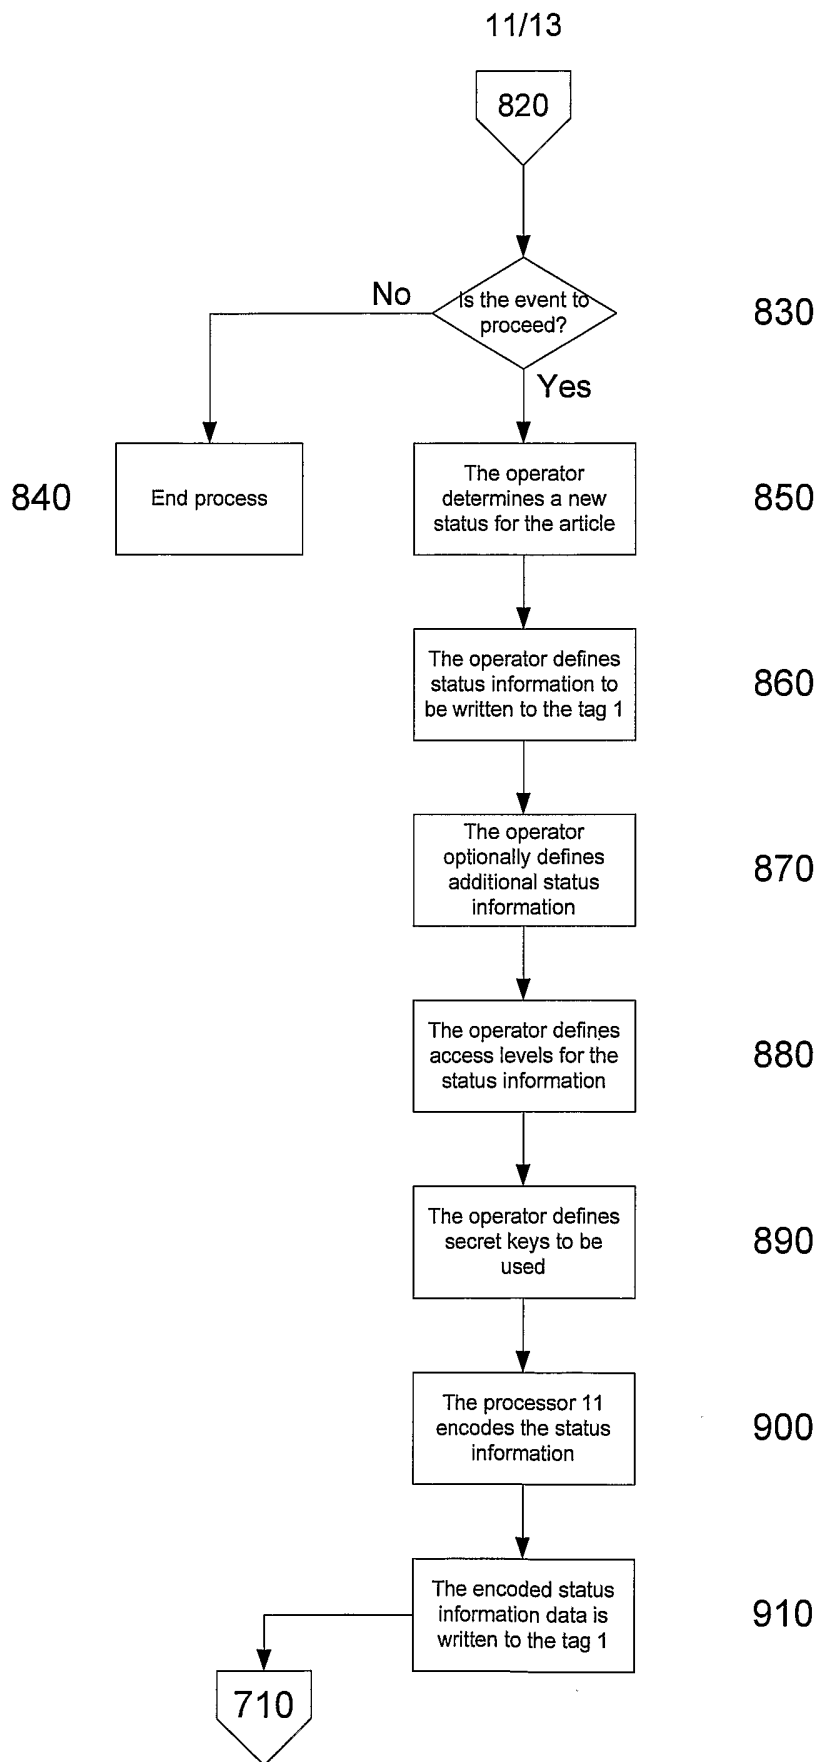 11/13
820
Is the event to
proceed?
830
No
Yes
840
End process
The operator
determines a new
status for the article
850
The operator defines
status information to
be written to the tag 1
860
The operator
optionally defines
additional status
information
870
The operator defines
access levels for the
status information
880
The operator defines
secret keys to be
used
890
The processor 11
encodes the status
information
900
The encoded status
information data is
written to the tag 1
910
710